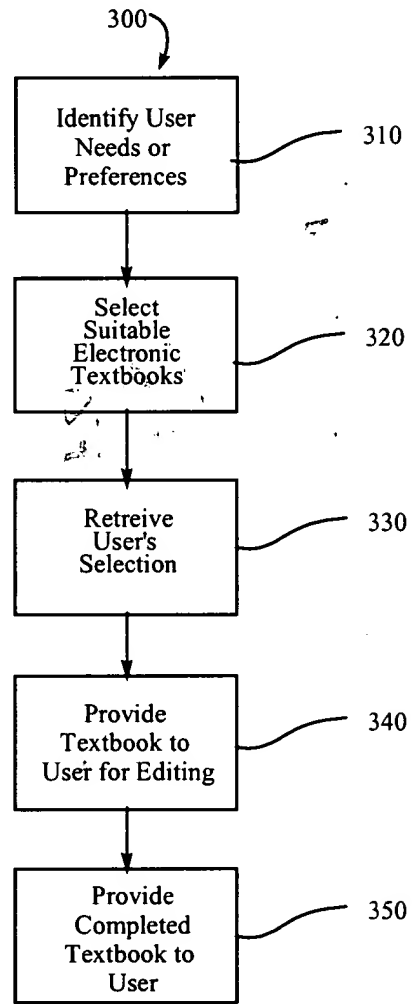 300
Identify User
Needs or
Preferences
310
Select
Suitable
Electronic
Textbooks
320
Retreive
User's
Selection
330
Provide
Textbook to
User for Editing
340
Provide
Completed
Textbook to
User
350